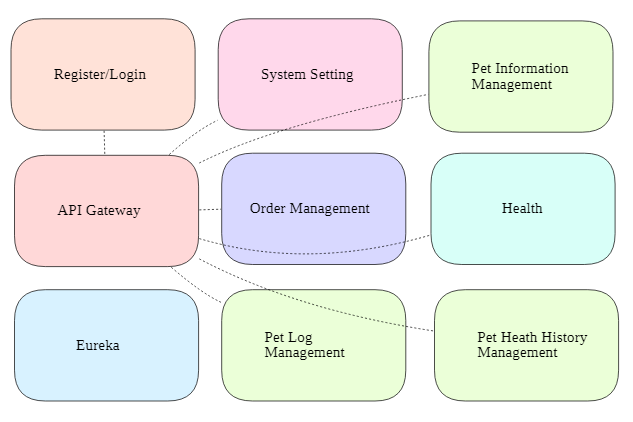 Register/Login
System Setting
Pet Information
Management
API Gateway
Order Management
Health
Eureka
Pet Log
Management
Pet Heath History
Management